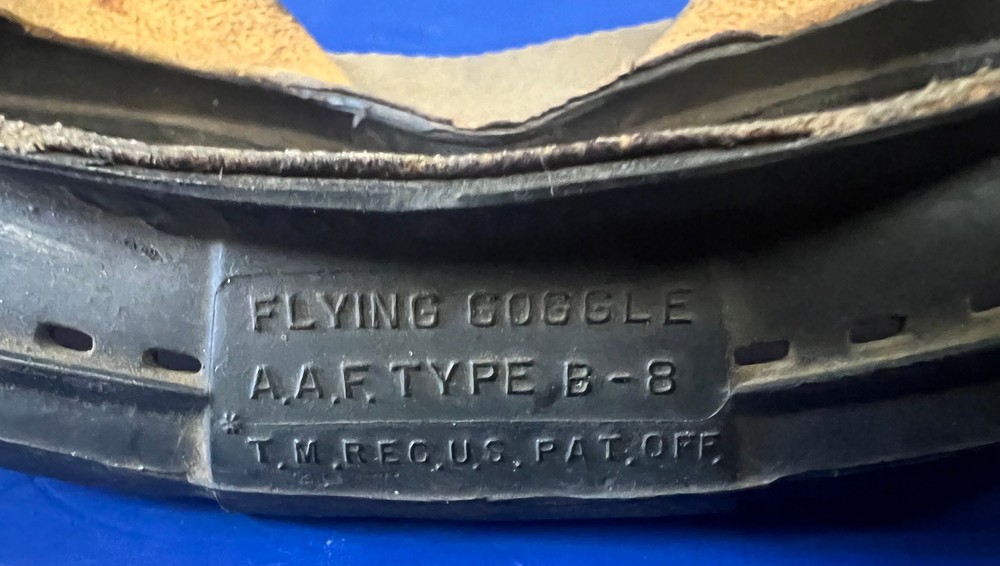 FLYING GOGGLE
A.A.F. TYPE B-8
*T.M.REG.U.S.PAT.OFF.